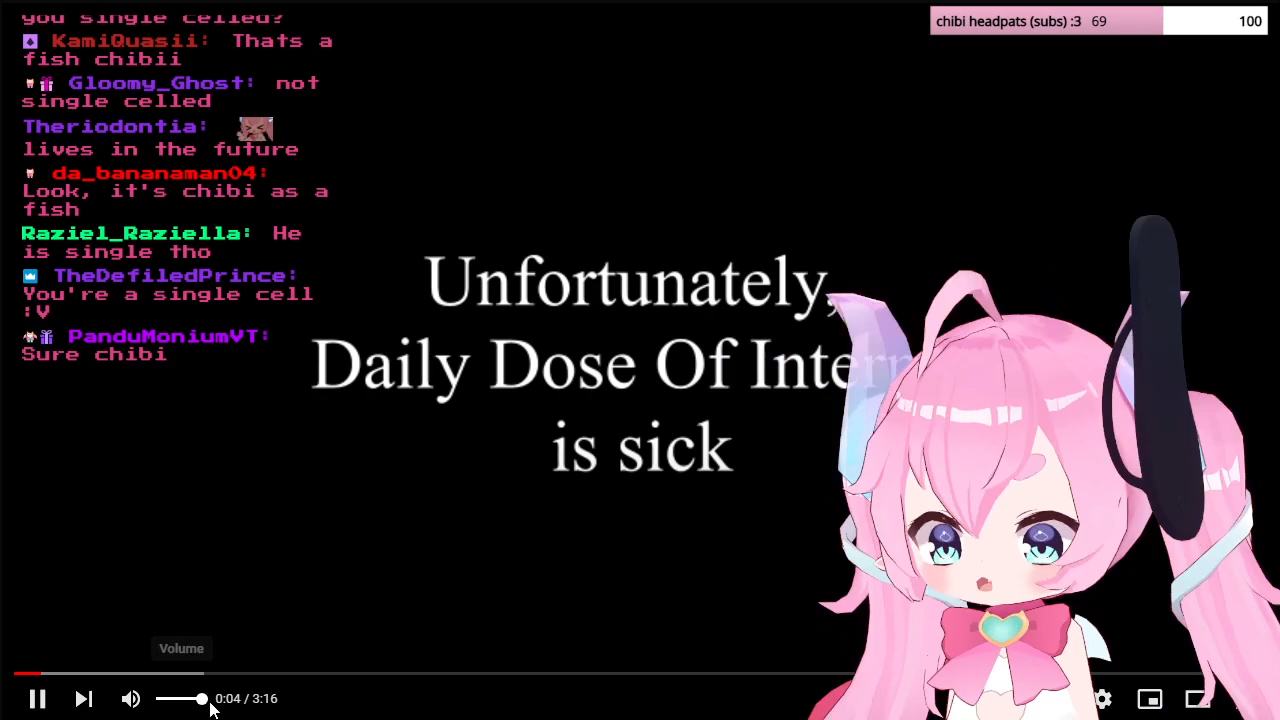 you single celled?
KamiQuasii: Thats a
fish chibii
Gloomy_Ghost: not
single celled
Theriodontia:
lives in the future
da_bananaman04:
Look, it's chibi as a
fish
Raziel_Raziella: He
is single tho
TheDefiledPrince:
You're a single cell
:V
PanduMoniumVT:
Sure chibi
chibi headpats (subs) :3 69 100
Unfortunately,
Daily Dose Of Intern
is sick
Volume
0:04 / 3:16